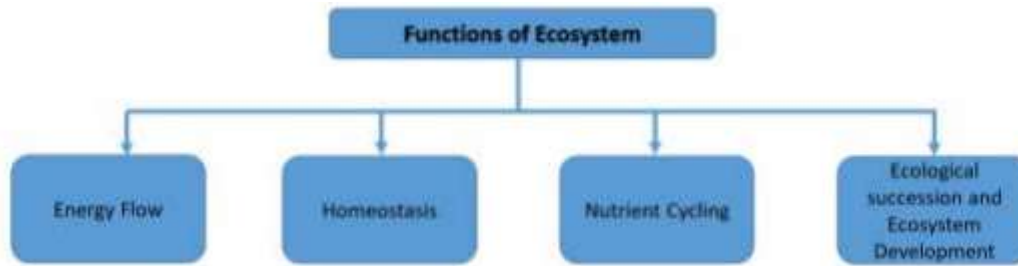 Functions of Ecosystem
Energy Flow
Homeostasis
Nutrient Cycling
Ecological
succession and
Ecosystem
Development